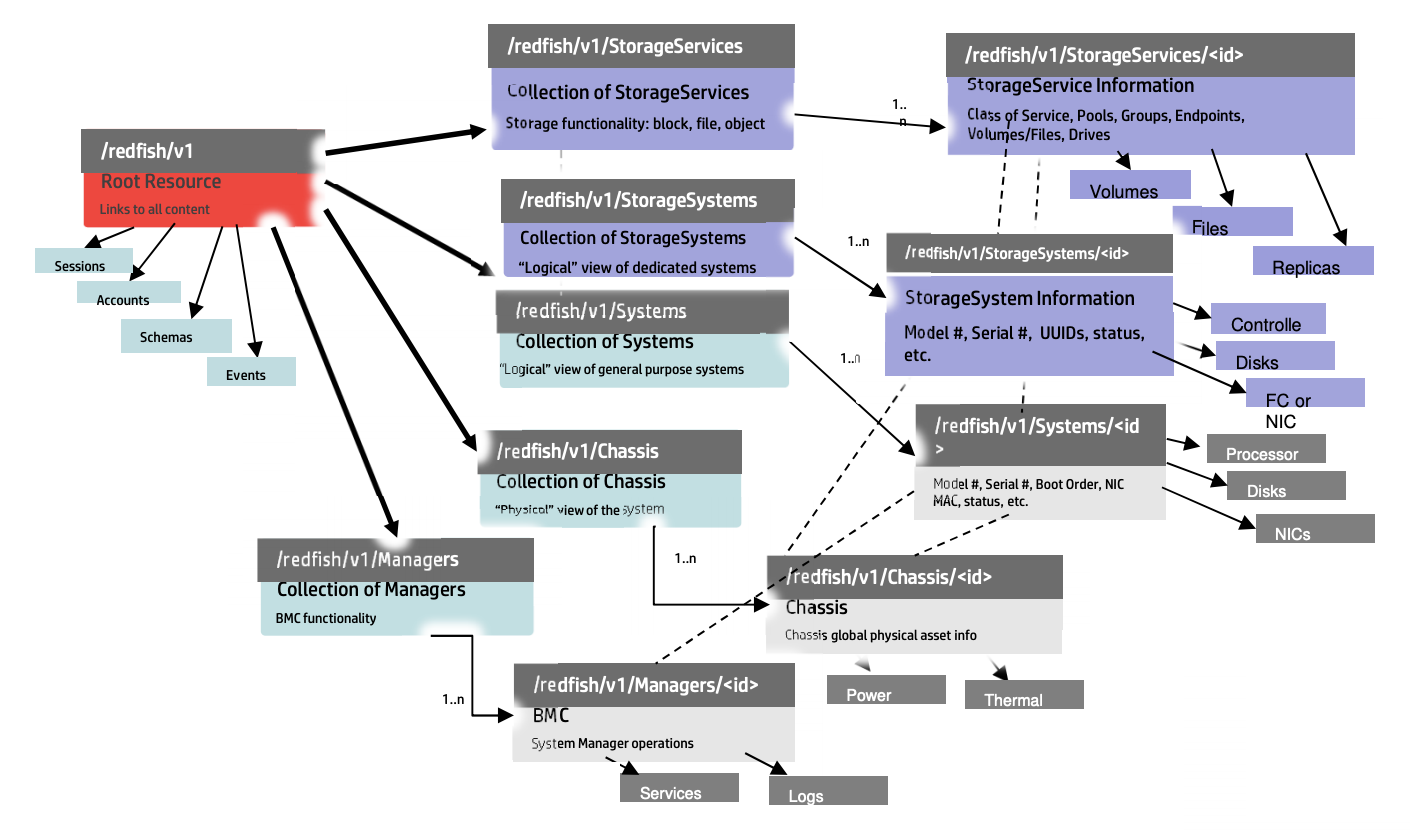 /redfish/v1/StorageServices
Collection of StorageServices
Storage functionality: block, file, object
/redfish/v1/StorageServices/<id>
StorageService Information
Class of Service, Pools, Groups, Endpoints,
Volumes/Files, Drives
1..
n
/redfish/v1
Root Resource
Links to all content
Volumes
Files
Replicas
/redfish/v1/StorageSystems
Collection of StorageSystems
“Logical” view of dedicated systems
1..n
/redfish/v1/StorageSystems/<id>
StorageSystem Information
Model #, Serial #, UUIDs, status,
etc.
Sessions
Accounts
Schemas
Events
/redfish/v1/Systems
Collection of Systems
“Logical” view of general purpose systems
1..n
Controlle
Disks
FC or
NIC
/redfish/v1/Systems/<id
>
Model #, Serial #, Boot Order, NIC
MAC, status, etc.
Processor
Disks
NICs
/redfish/v1/Chassis
Collection of Chassis
“Physical” view of the system
1..n
/redfish/v1/Managers
Collection of Managers
BMC functionality
1..n
/redfish/v1/Chassis/<id>
Chassis
Chassis global physical asset info
Power
Thermal
/redfish/v1/Managers/<id>
BMC
System Manager operations
Services
Logs